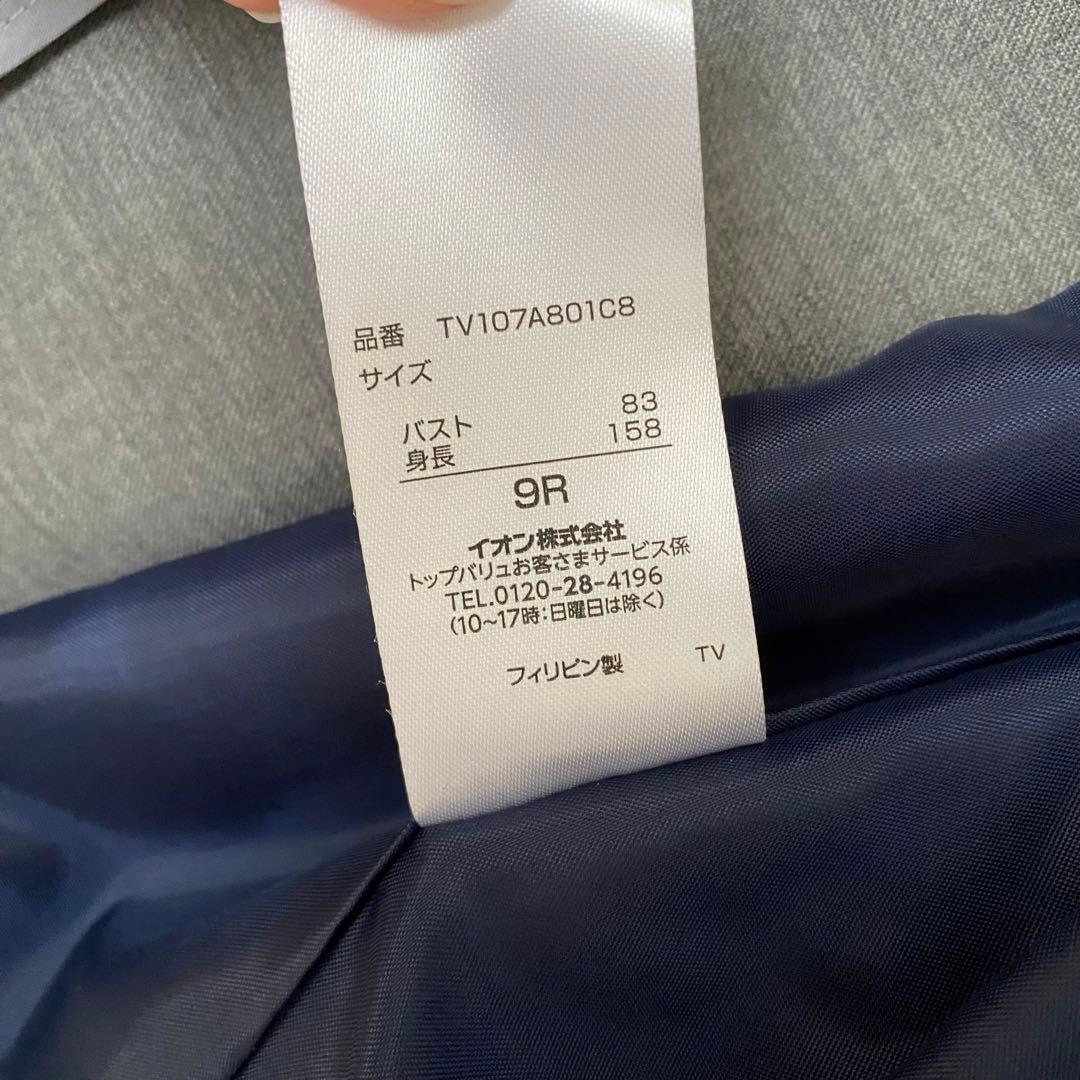 品番 TV107A801C8
サイズ
バスト 83
身長 158
9R
イオン株式会社
トップバリュお客さまサービス係
TEL.0120-28-4196
(10~17時:日曜日は除く)
フィリピン製 TV